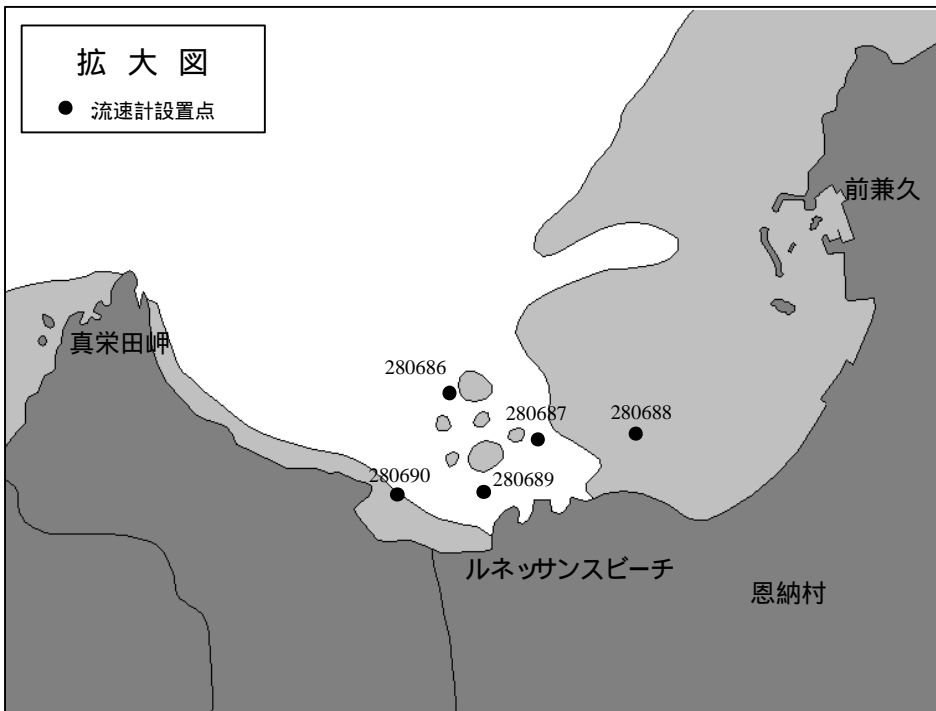 拡 大 図
● 流速計設置点
前兼久
真栄田岬
280686
280687
280688
280690
280689
ルネッサンスビーチ
恩納村